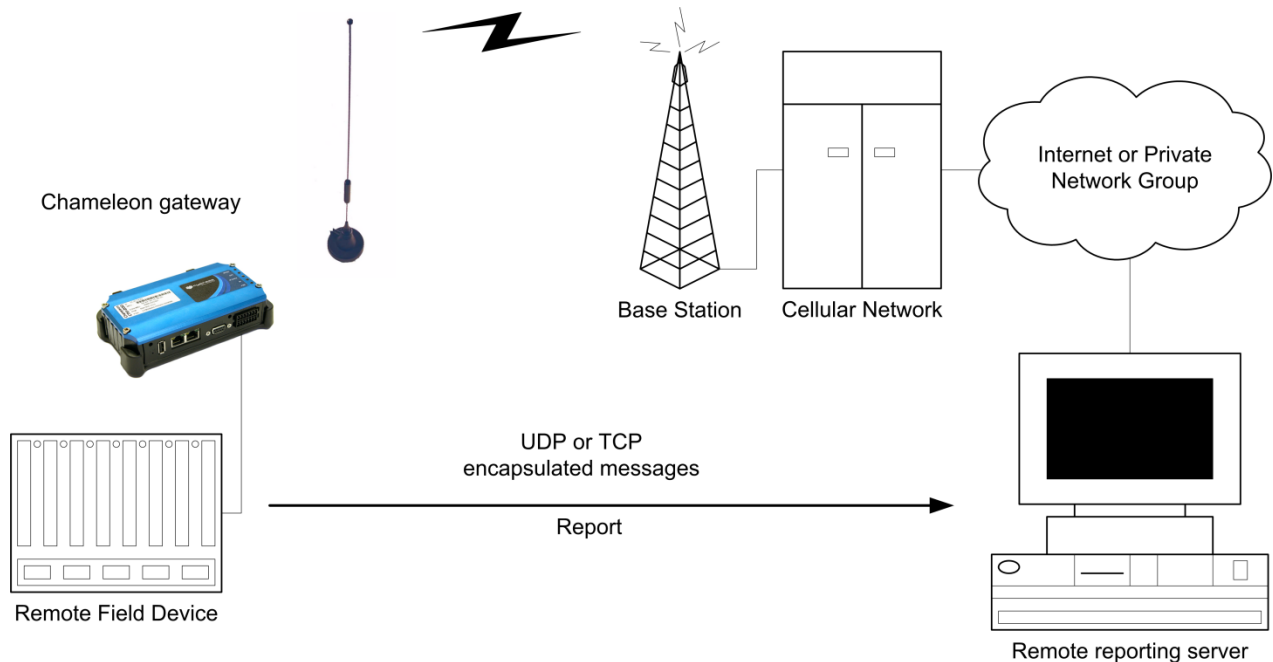 Chameleon gateway
Internet or Private
Network Group
Base Station
Cellular Network
UDP or TCP
encapsulated messages
Report
Remote Field Device
Remote reporting server